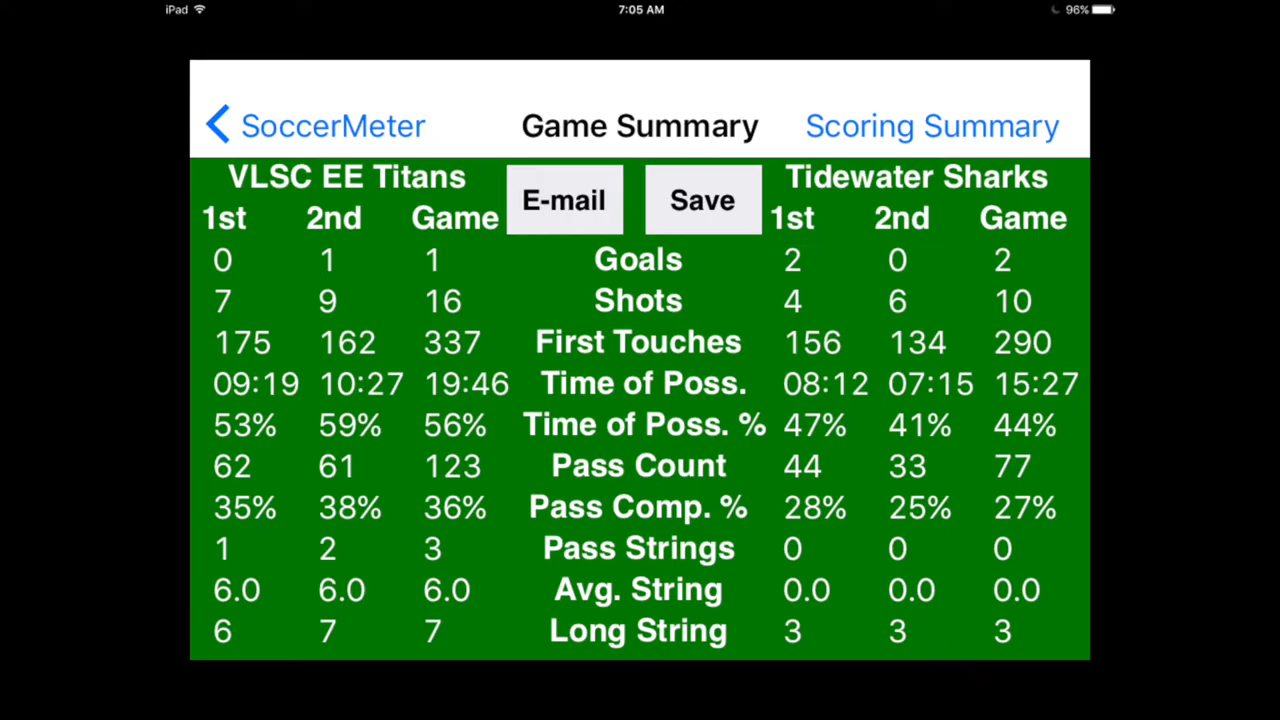 iPad 7:05 AM 96%
SoccerMeter Game Summary Scoring Summary
VLSC EE Titans E-mail Save Tidewater Sharks
1st 2nd Game 1st 2nd Game
0 1 1 Goals 2 0 2
7 9 16 Shots 4 6 10
175 162 337 First Touches 156 134 290
09:19 10:27 19:46 Time of Poss. 08:12 07:15 15:27
53% 59% 56% Time of Poss. % 47% 41% 44%
62 61 123 Pass Count 44 33 77
35% 38% 36% Pass Comp. % 28% 25% 27%
1 2 3 Pass Strings 0 0 0
6.0 6.0 6.0 Avg. String 0.0 0.0 0.0
6 7 7 Long String 3 3 3